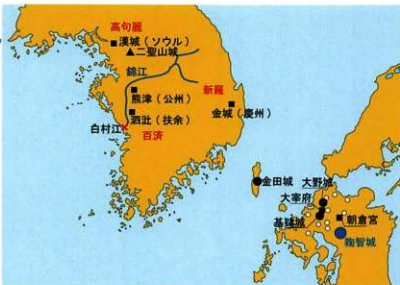 高句麗
漢城（ソウル）
二聖山城
錦江
熊津（公州）
新羅
泗沘（扶余）
金城（慶州）
白村江
百済
金田城
大野城
大宰府
基肄城
朝倉宮
鞠智城